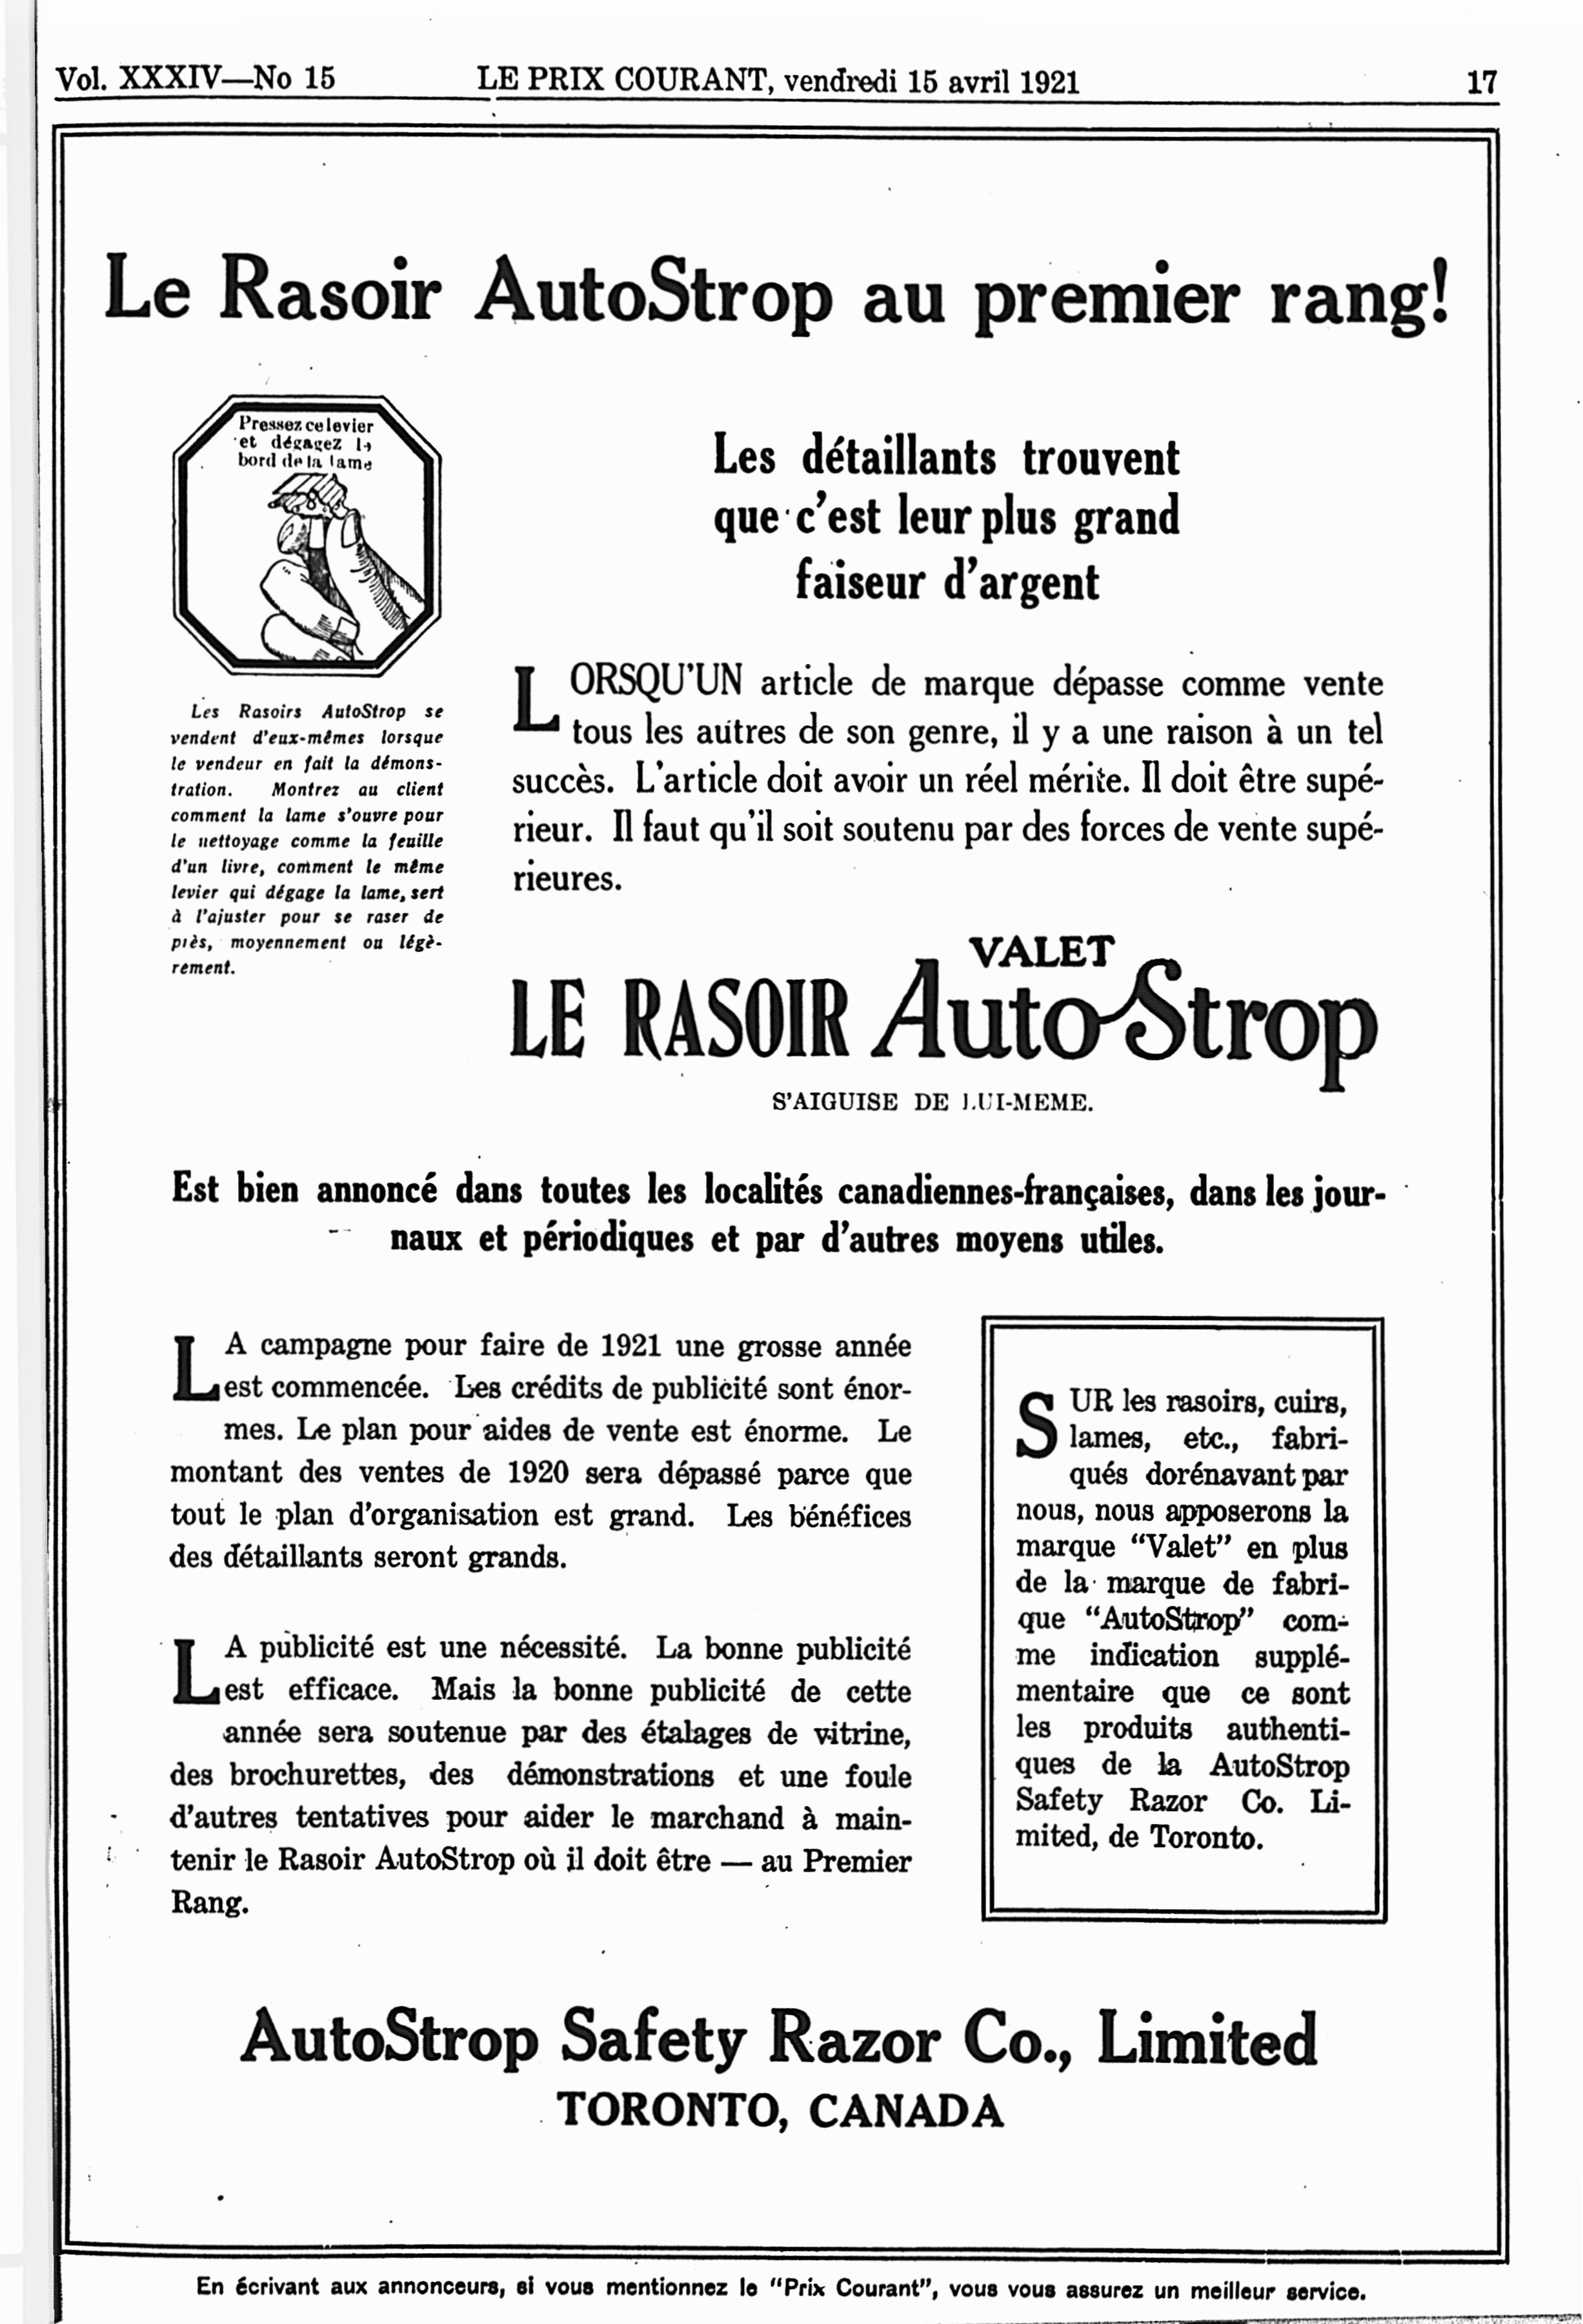 Vol. XXXIV—No 15 LE PRIX COURANT, vendredi 15 avril 1921 17
Le Rasoir AutoStrop au premier rang!
Pressez ce levier
et dégagez le
bord de la lame
Les Rasoirs AutoStrop se
vendent d'eux-mêmes lorsque
le vendeur en fait la démons-
tration. Montrez au client
comment la lame s'ouvre pour
le nettoyage comme la feuille
d'un livre, comment le même
levier qui dégage la lame, sert
à l'ajuster pour se raser de
près, moyennement ou légè-
rement.
Les détaillants trouvent
que c'est leur plus grand
faiseur d'argent
LORSQU'UN article de marque dépasse comme vente
tous les autres de son genre, il y a une raison à un tel
succès. L'article doit avoir un réel mérite. Il doit être supé-
rieur. Il faut qu'il soit soutenu par des forces de vente supé-
rieures.
VALET
LE RASOIR AutoStrop
S'AIGUISE DE LUI-MEME.
Est bien annoncé dans toutes les localités canadiennes-françaises, dans les jour-
naux et périodiques et par d'autres moyens utiles.
LA campagne pour faire de 1921 une grosse année
est commencée. Les crédits de publicité sont énor-
mes. Le plan pour aides de vente est énorme. Le
montant des ventes de 1920 sera dépassé parce que
tout le plan d'organisation est grand. Les bénéfices
des détaillants seront grands.
LA publicité est une nécessité. La bonne publicité
est efficace. Mais la bonne publicité de cette
année sera soutenue par des étalages de vitrine,
des brochurettes, des démonstrations et une foule
d'autres tentatives pour aider le marchand à main-
tenir le Rasoir AutoStrop où il doit être — au Premier
Rang.
SUR les rasoirs, cuirs,
lames, etc., fabri-
qués dorénavant par
nous, nous apposerons la
marque "Valet" en plus
de la marque de fabri-
que "AutoStrop" com-
me indication supplé-
mentaire que ce sont
les produits authenti-
ques de la AutoStrop
Safety Razor Co. Li-
mited, de Toronto.
AutoStrop Safety Razor Co., Limited
TORONTO, CANADA
En écrivant aux annonceurs, si vous mentionnez le "Prix Courant", vous vous assurez un meilleur service.